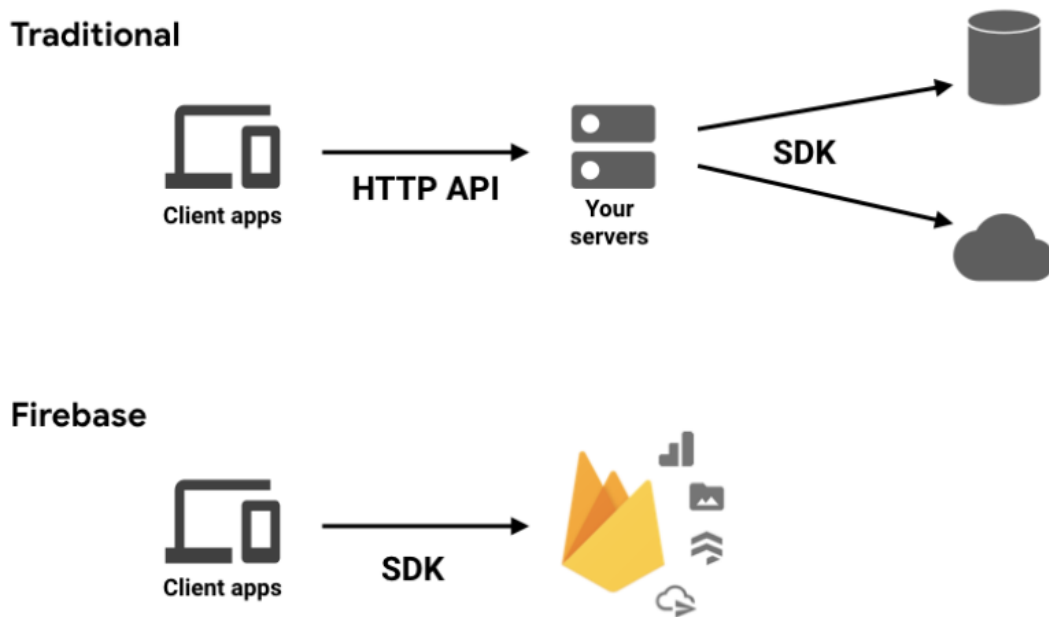 Traditional
HTTP API
SDK
Client apps
Your
servers
Firebase
SDK
Client apps